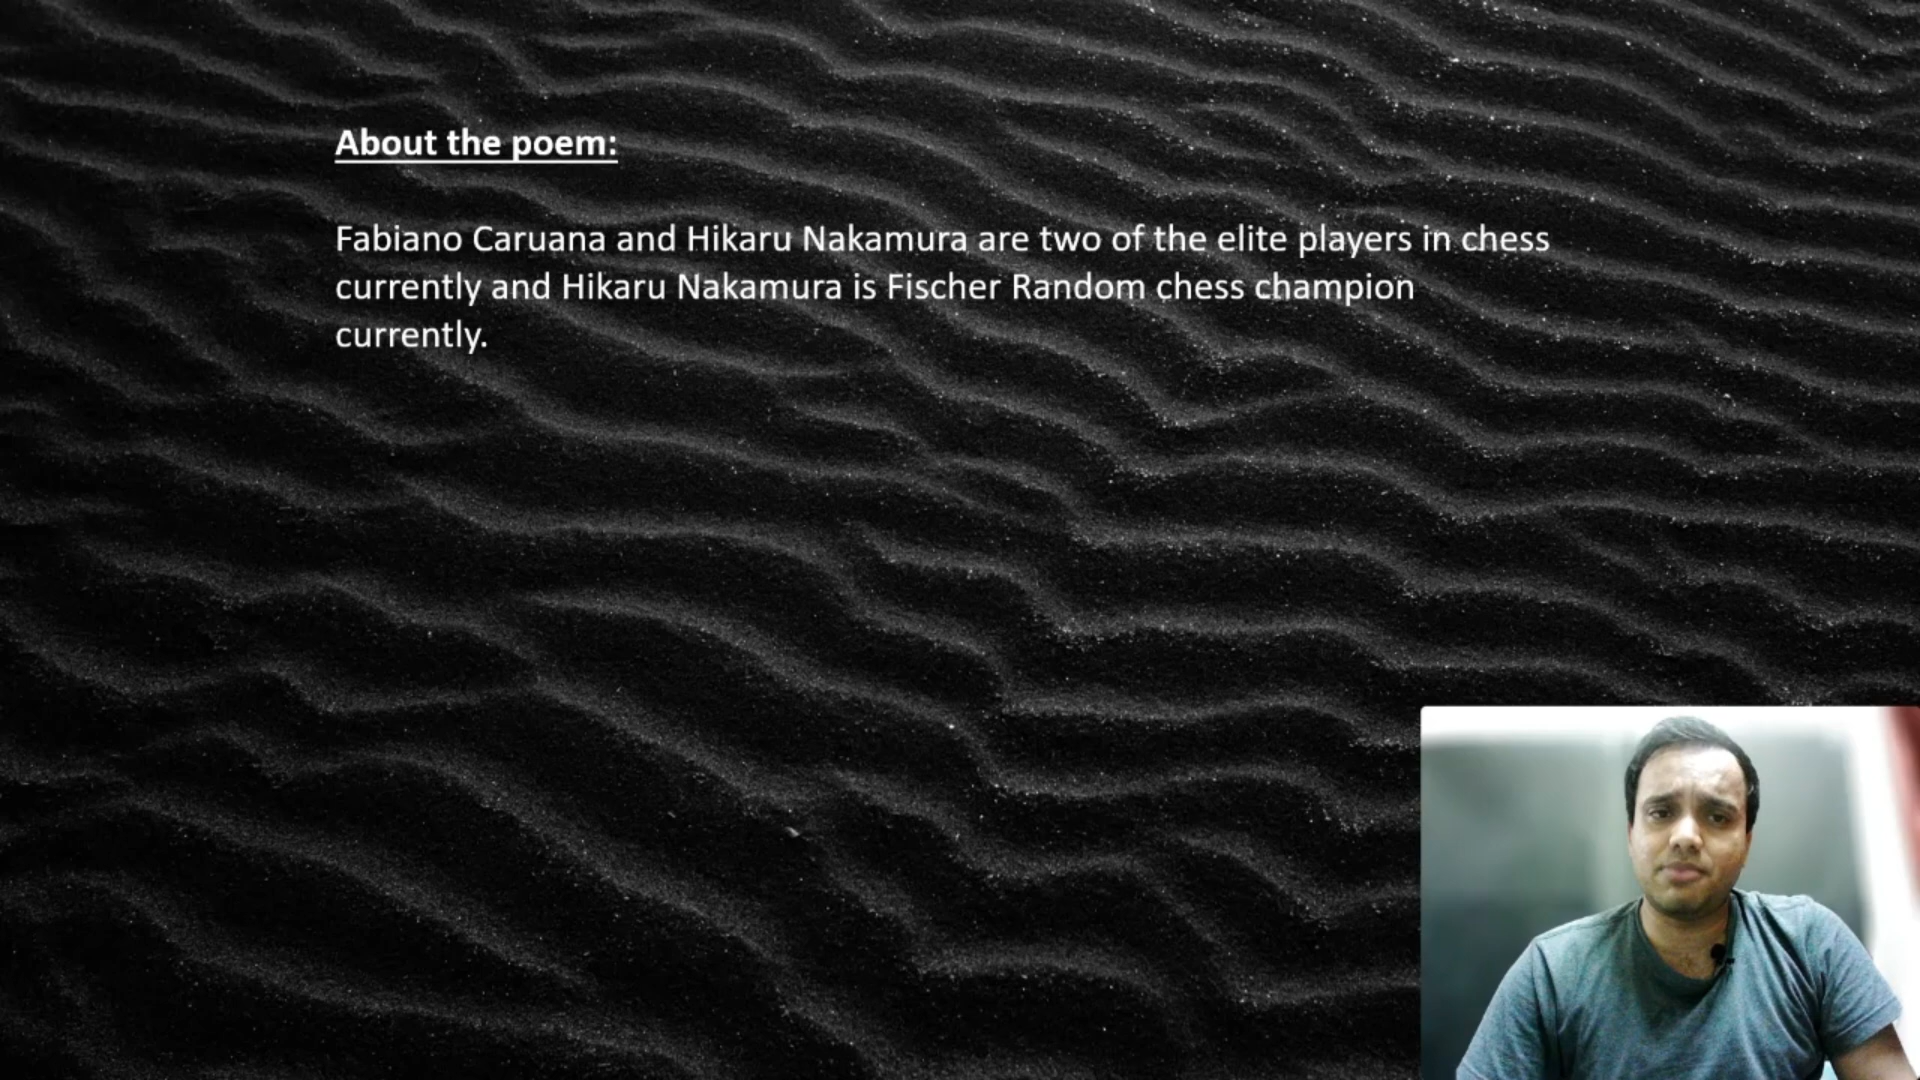 About the poem:
Fabiano Caruana and Hikaru Nakamura are two of the elite players in chess
currently and Hikaru Nakamura is Fischer Random chess champion
currently.